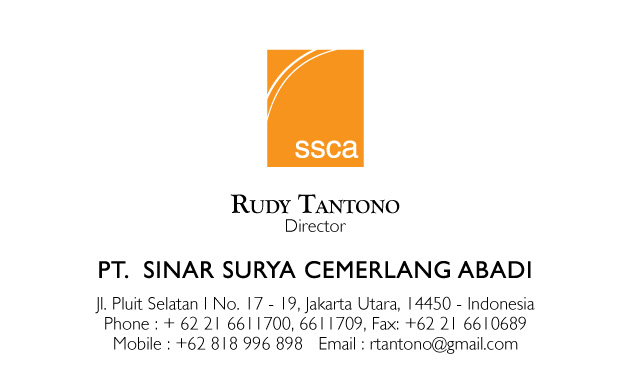 ssca
Rudy Tantono
Director
PT. SINAR SURYA CEMERLANG ABADI
Jl. Pluit Selatan I No. 17 - 19, Jakarta Utara, 14450 - Indonesia
Phone : + 62 21 6611700, 6611709, Fax: +62 21 6610689
Mobile : +62 818 996 898 Email : rtantono@gmail.com